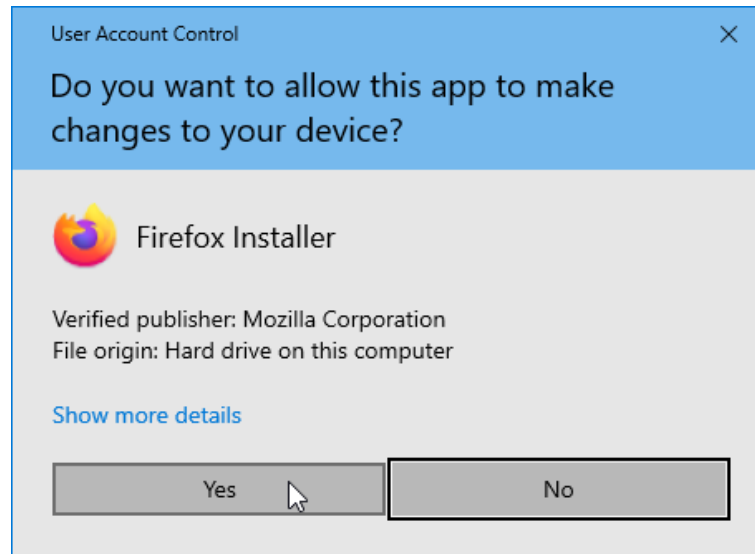 User Account Control
Do you want to allow this app to make
changes to your device?
Firefox Installer
Verified publisher: Mozilla Corporation
File origin: Hard drive on this computer
Show more details
Yes
No